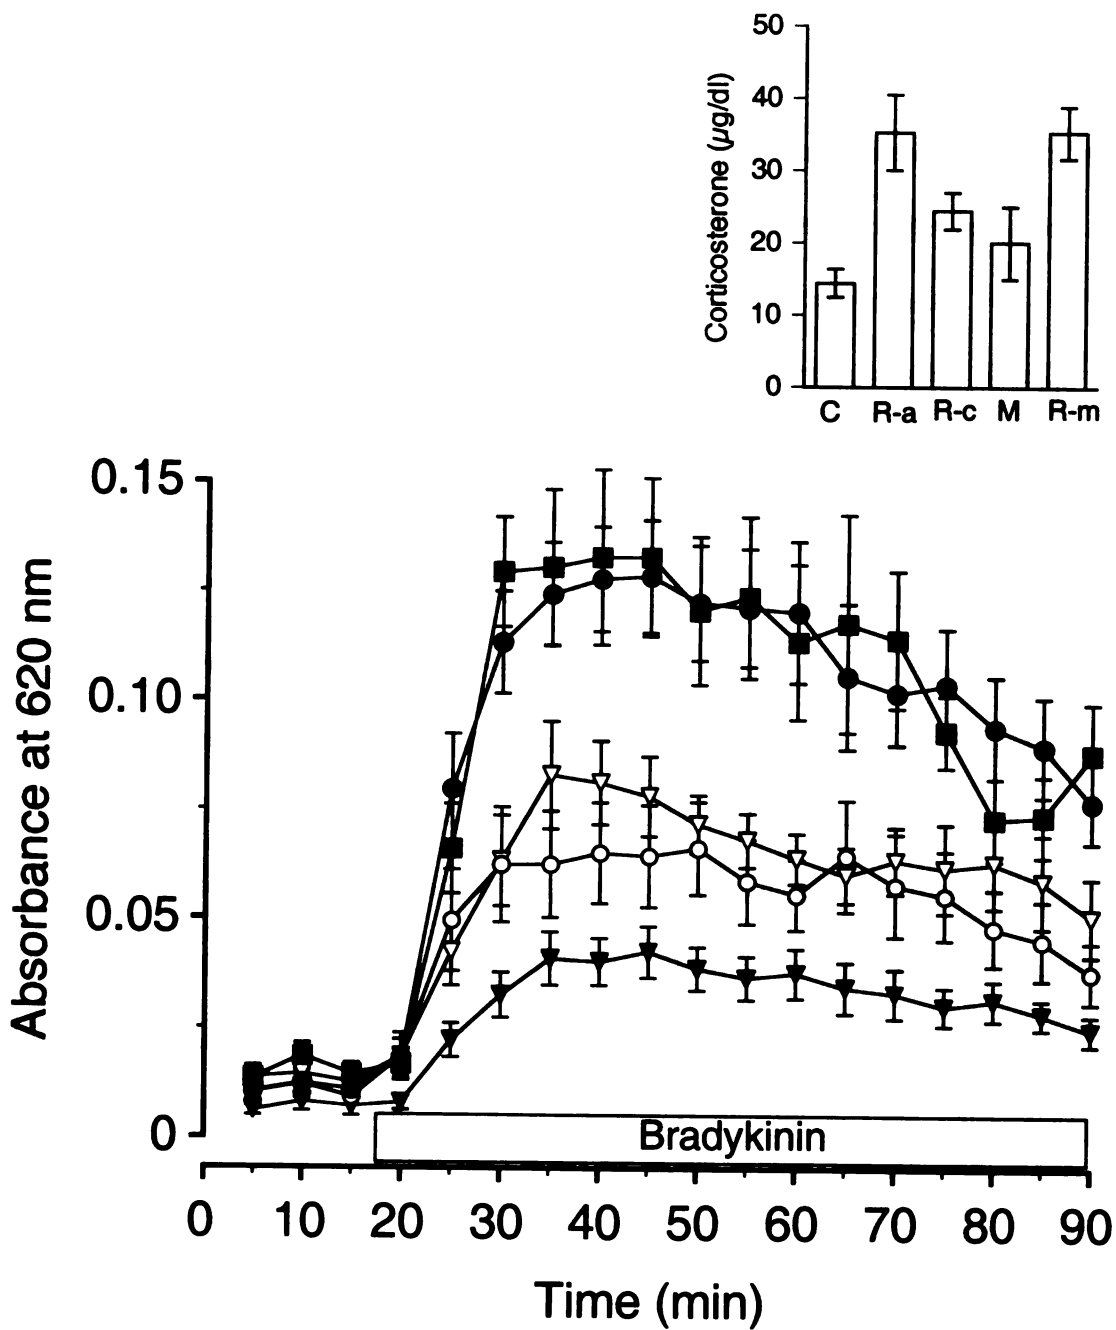 50
40
30
20
10
0
Corticosterone (µg/dl)
C R-a R-c M R-m
0.15
0.10
0.05
0
Absorbance at 620 nm
Bradykinin
0 10 20 30 40 50 60 70 80 90
Time (min)